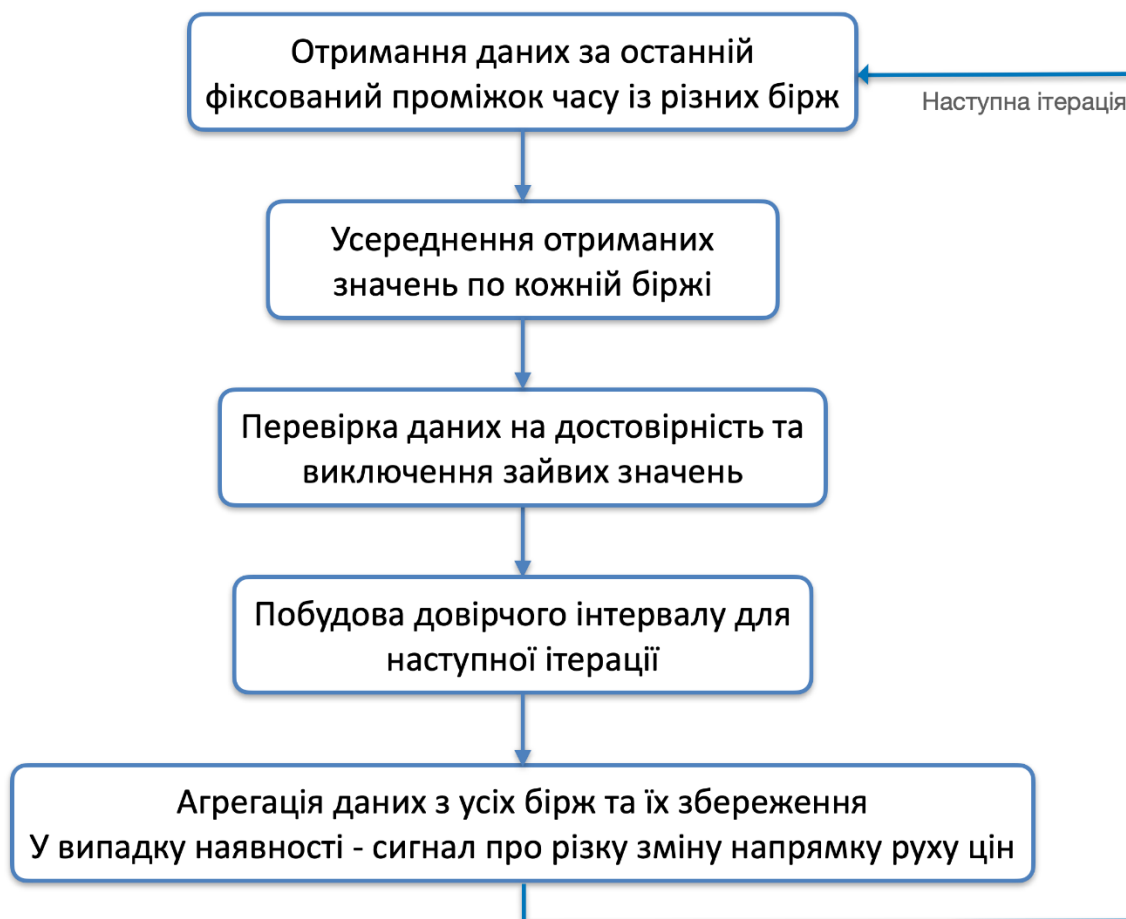 Отримання даних за останній
фіксований проміжок часу із різних бірж
Наступна ітерація
Усереднення отриманих
значень по кожній біржі
Перевірка даних на достовірність та
виключення зайвих значень
Побудова довірчого інтервалу для
наступної ітерації
Агрегація даних з усіх бірж та їх збереження
У випадку наявності - сигнал про різку зміну напрямку руху цін